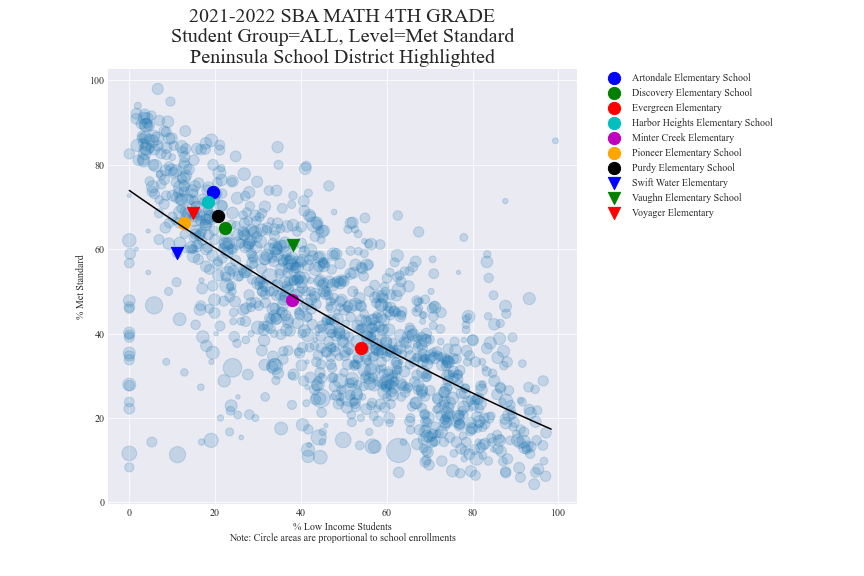 2021-2022 SBA MATH 4TH GRADE
Student Group=ALL, Level=Met Standard
Peninsula School District Highlighted
100
80
60
40
20
0
% Met Standard
0 20 40 60 80 100
% Low Income Students
Note: Circle areas are proportional to school enrollments
Artondale Elementary School
Discovery Elementary School
Evergreen Elementary
Harbor Heights Elementary School
Minter Creek Elementary
Pioneer Elementary School
Purdy Elementary School
Swift Water Elementary
Vaughn Elementary School
Voyager Elementary